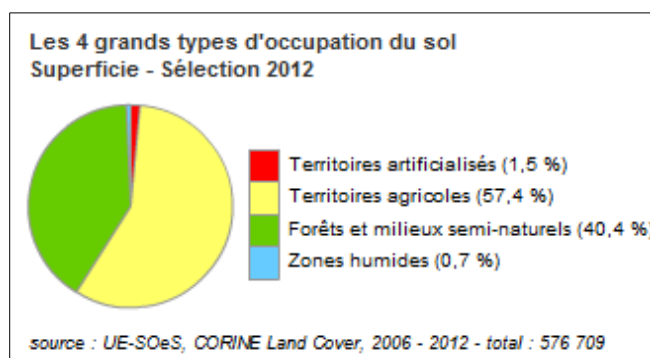 Les 4 grands types d'occupation du sol
Superficie - Sélection 2012
Territoires artificialisés (1,5 %)
Territoires agricoles (57,4 %)
Forêts et milieux semi-naturels (40,4 %)
Zones humides (0,7 %)
source : UE-SOeS, CORINE Land Cover, 2006 - 2012 - total : 576 709